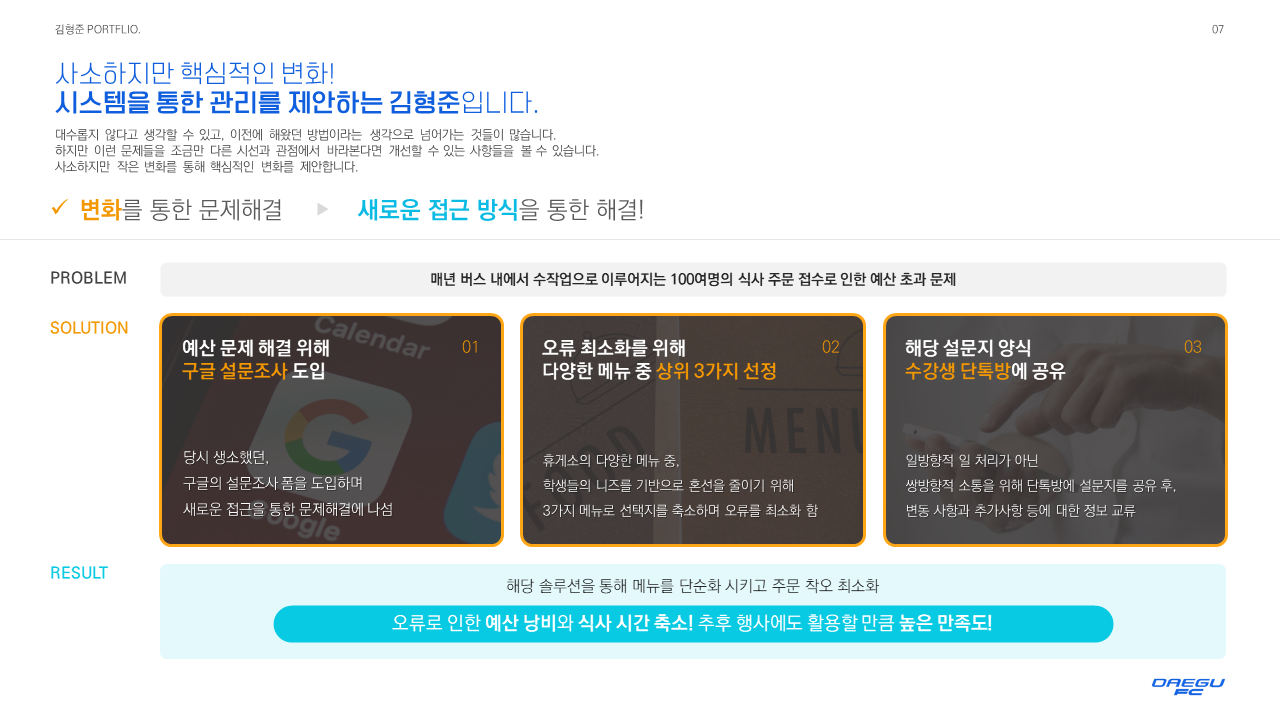 김형준 PORTFLIO.
07
사소하지만 핵심적인 변화!
시스템을 통한 관리를 제안하는 김형준입니다.
대수롭지 않다고 생각할 수 있고, 이전에 해왔던 방법이라는 생각으로 넘어가는 것들이 많습니다.
하지만 이런 문제들을 조금만 다른 시선과 관점에서 바라본다면 개선할 수 있는 사항들을 볼 수 있습니다.
사소하지만 작은 변화를 통해 핵심적인 변화를 제안합니다.
변화를 통한 문제해결 ▶ 새로운 접근 방식을 통한 해결!
PROBLEM
매년 버스 내에서 수작업으로 이루어지는 100여명의 식사 주문 접수로 인한 예산 초과 문제
SOLUTION
Calendar
예산 문제 해결 위해
01
구글 설문조사 도입
당시 생소했던,
구글의 설문조사 폼을 도입하며
새로운 접근을 통한 문제해결에 나섬
Google
오류 최소화를 위해
02
다양한 메뉴 중 상위 3가지 선정
MENU
FOOD
휴게소의 다양한 메뉴 중,
학생들의 니즈를 기반으로 혼선을 줄이기 위해
3가지 메뉴로 선택지를 축소하며 오류를 최소화 함
해당 설문지 양식
03
수강생 단톡방에 공유
일방향적 일 처리가 아닌
쌍방향적 소통을 위해 단톡방에 설문지를 공유 후,
변동 사항과 추가사항 등에 대한 정보 교류
RESULT
해당 솔루션을 통해 메뉴를 단순화 시키고 주문 착오 최소화
오류로 인한 예산 낭비와 식사 시간 축소! 추후 행사에도 활용할 만큼 높은 만족도!
DAEGU
FC